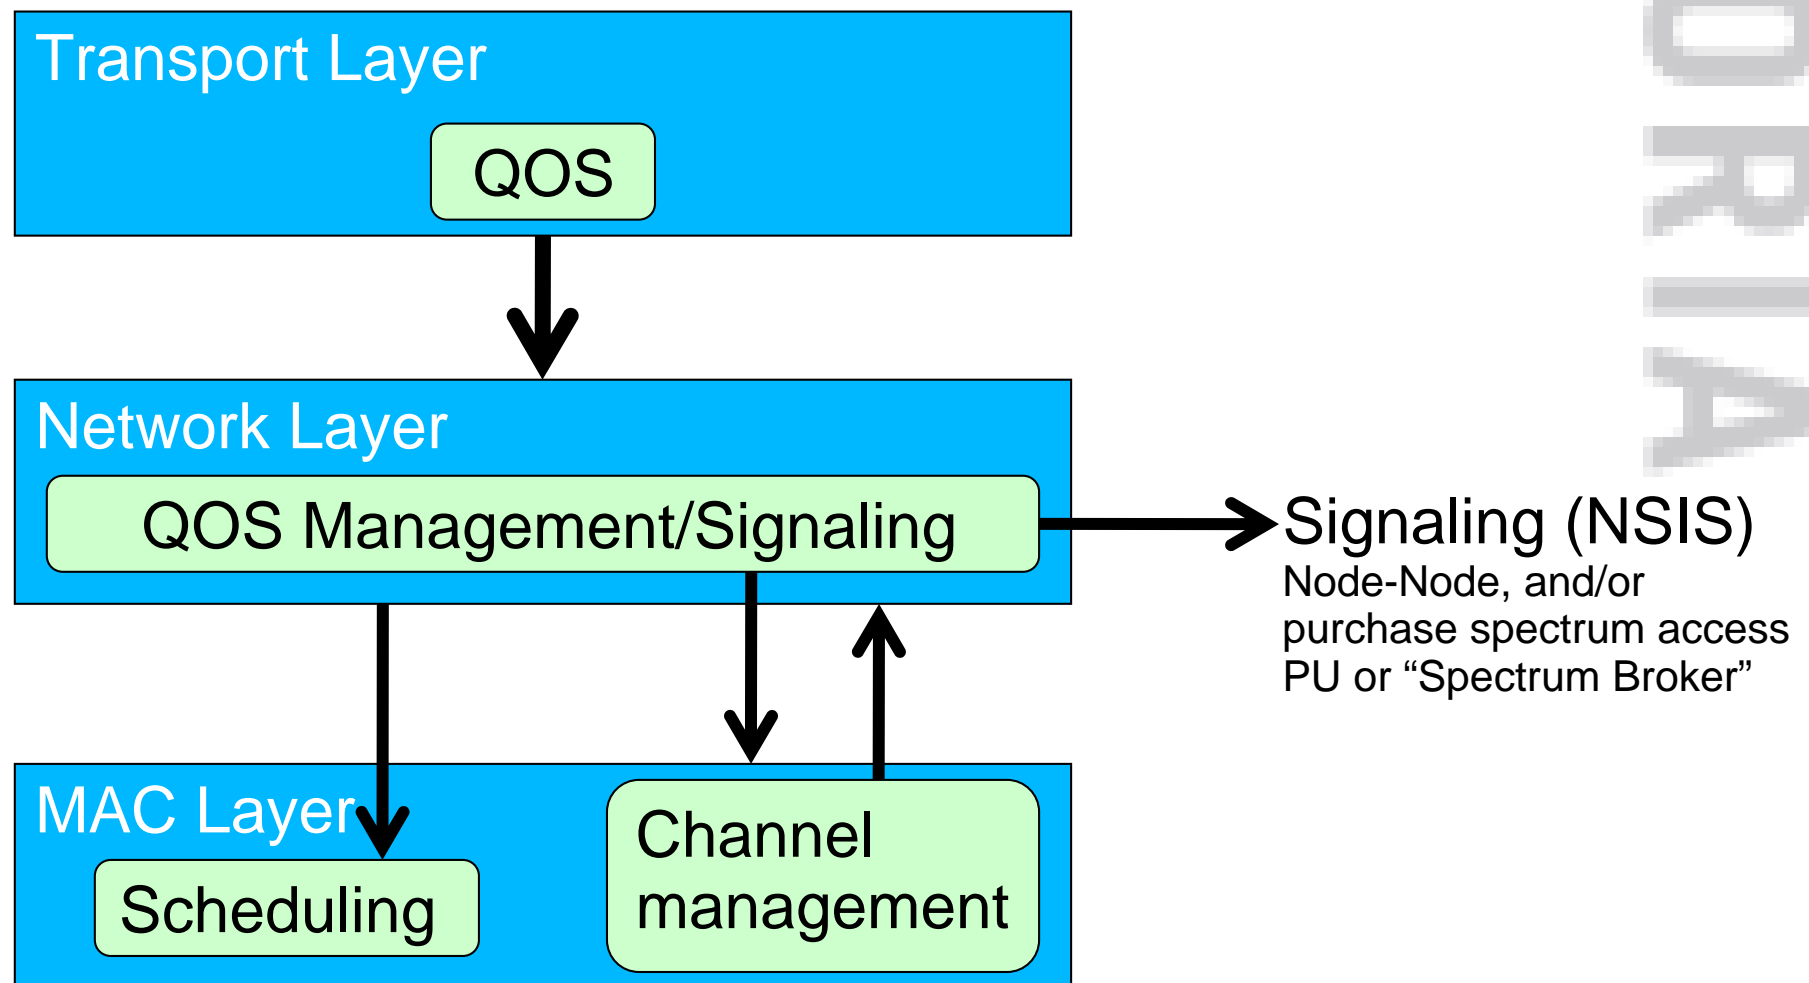 Transport Layer
QOS
Network Layer
QOS Management/Signaling
Signaling (NSIS)
Node-Node, and/or
purchase spectrum access
PU or “Spectrum Broker”
MAC Layer
Scheduling
Channel
management
RIA